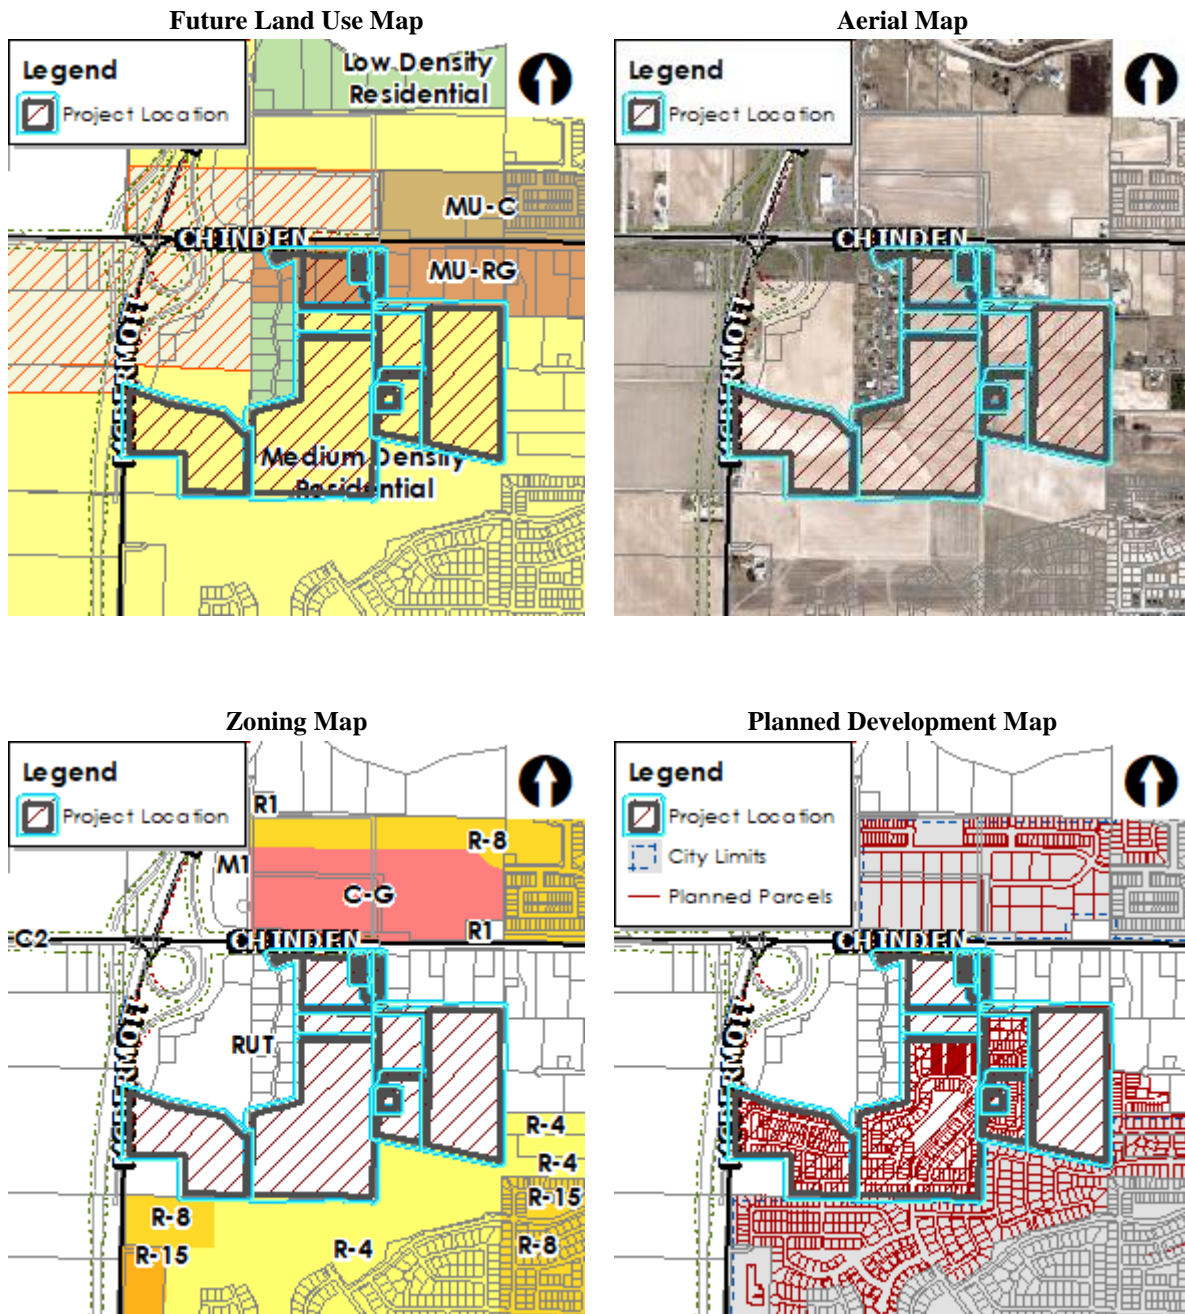 Future Land Use Map
Legend
Project Location
Low Density
Residential
MU-C
CHINDEN
MU-RG
Medium Density
Residential
Aerial Map
Legend
Project Location
CHINDEN
Zoning Map
Legend
Project Location
R1
R-8
M1
C-G
R1
C2
CHINDEN
RUT
R-4
R-4
R-15
R-8
R-4
R-8
R-15
Planned Development Map
Legend
Project Location
City Limits
Planned Parcels
CHINDEN